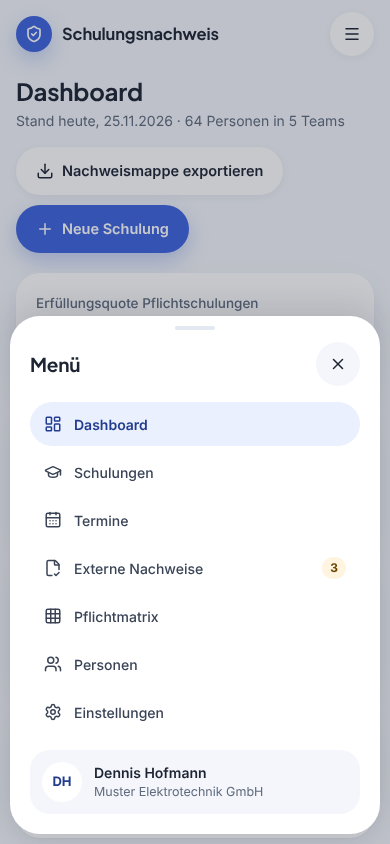 Schulungsnachweis
Dashboard
Stand heute, 25.11.2026 · 64 Personen in 5 Teams
Nachweismappe exportieren
Neue Schulung
Erfüllungsquote Pflichtschulungen
Menü
Dashboard
Schulungen
Termine
Externe Nachweise 3
Pflichtmatrix
Personen
Einstellungen
DH Dennis Hofmann
Muster Elektrotechnik GmbH